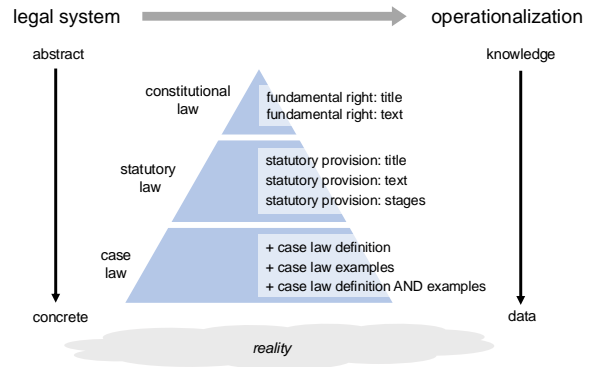 legal system
operationalization
abstract
knowledge
constitutional
law
fundamental right: title
fundamental right: text
statutory
law
statutory provision: title
statutory provision: text
statutory provision: stages
case
law
+ case law definition
+ case law examples
+ case law definition AND examples
concrete
data
reality